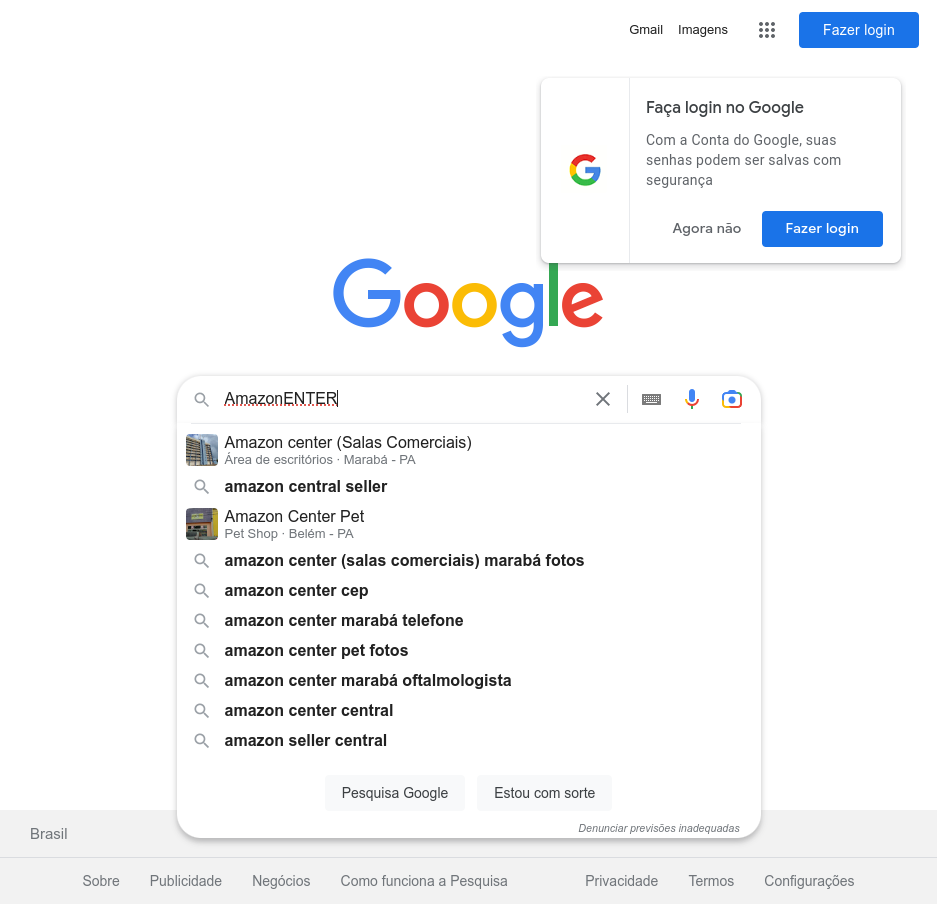 Gmail
Imagens
Fazer login
Faça login no Google
Com a Conta do Google, suas
senhas podem ser salvas com
segurança
Agora não
Fazer login
Google
AmazonENTER
Amazon center (Salas Comerciais)
Área de escritórios · Marabá - PA
amazon central seller
Amazon Center Pet
Pet Shop · Belém - PA
amazon center (salas comerciais) marabá fotos
amazon center cep
amazon center marabá telefone
amazon center pet fotos
amazon center marabá oftalmologista
amazon center central
amazon seller central
Pesquisa Google
Estou com sorte
Denunciar previsões inadequadas
Brasil
Sobre
Publicidade
Negócios
Como funciona a Pesquisa
Privacidade
Termos
Configurações